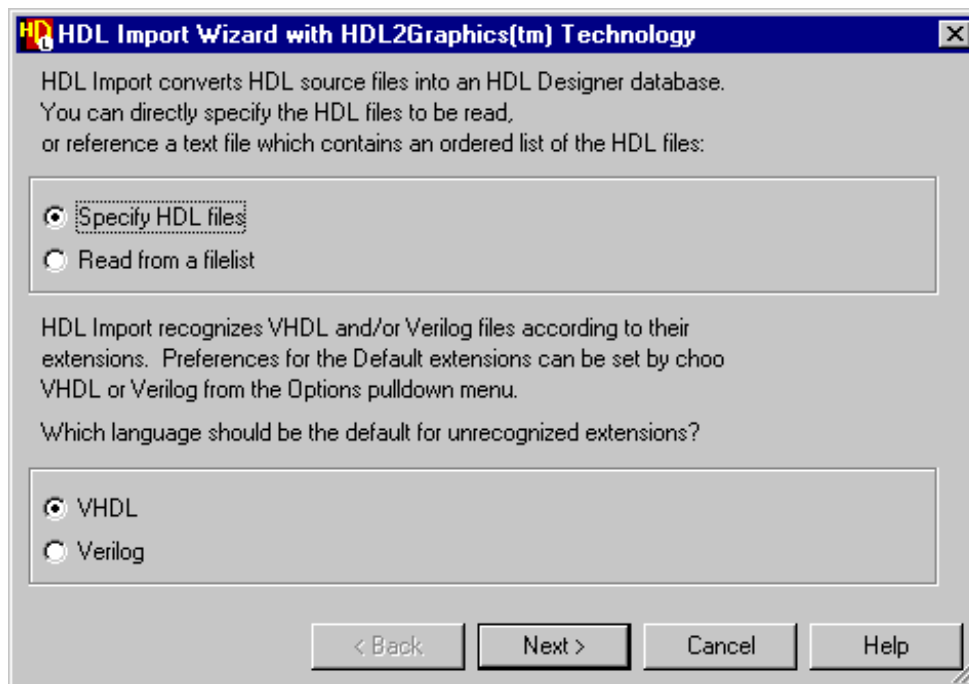 HDL Import Wizard with HDL2Graphics(tm) Technology
HDL Import converts HDL source files into an HDL Designer database.
You can directly specify the HDL files to be read,
or reference a text file which contains an ordered list of the HDL files:
Specify HDL files
Read from a filelist
HDL Import recognizes VHDL and/or Verilog files according to their
extensions. Preferences for the Default extensions can be set by choo
VHDL or Verilog from the Options pulldown menu.
Which language should be the default for unrecognized extensions?
VHDL
Verilog
< Back Next > Cancel Help